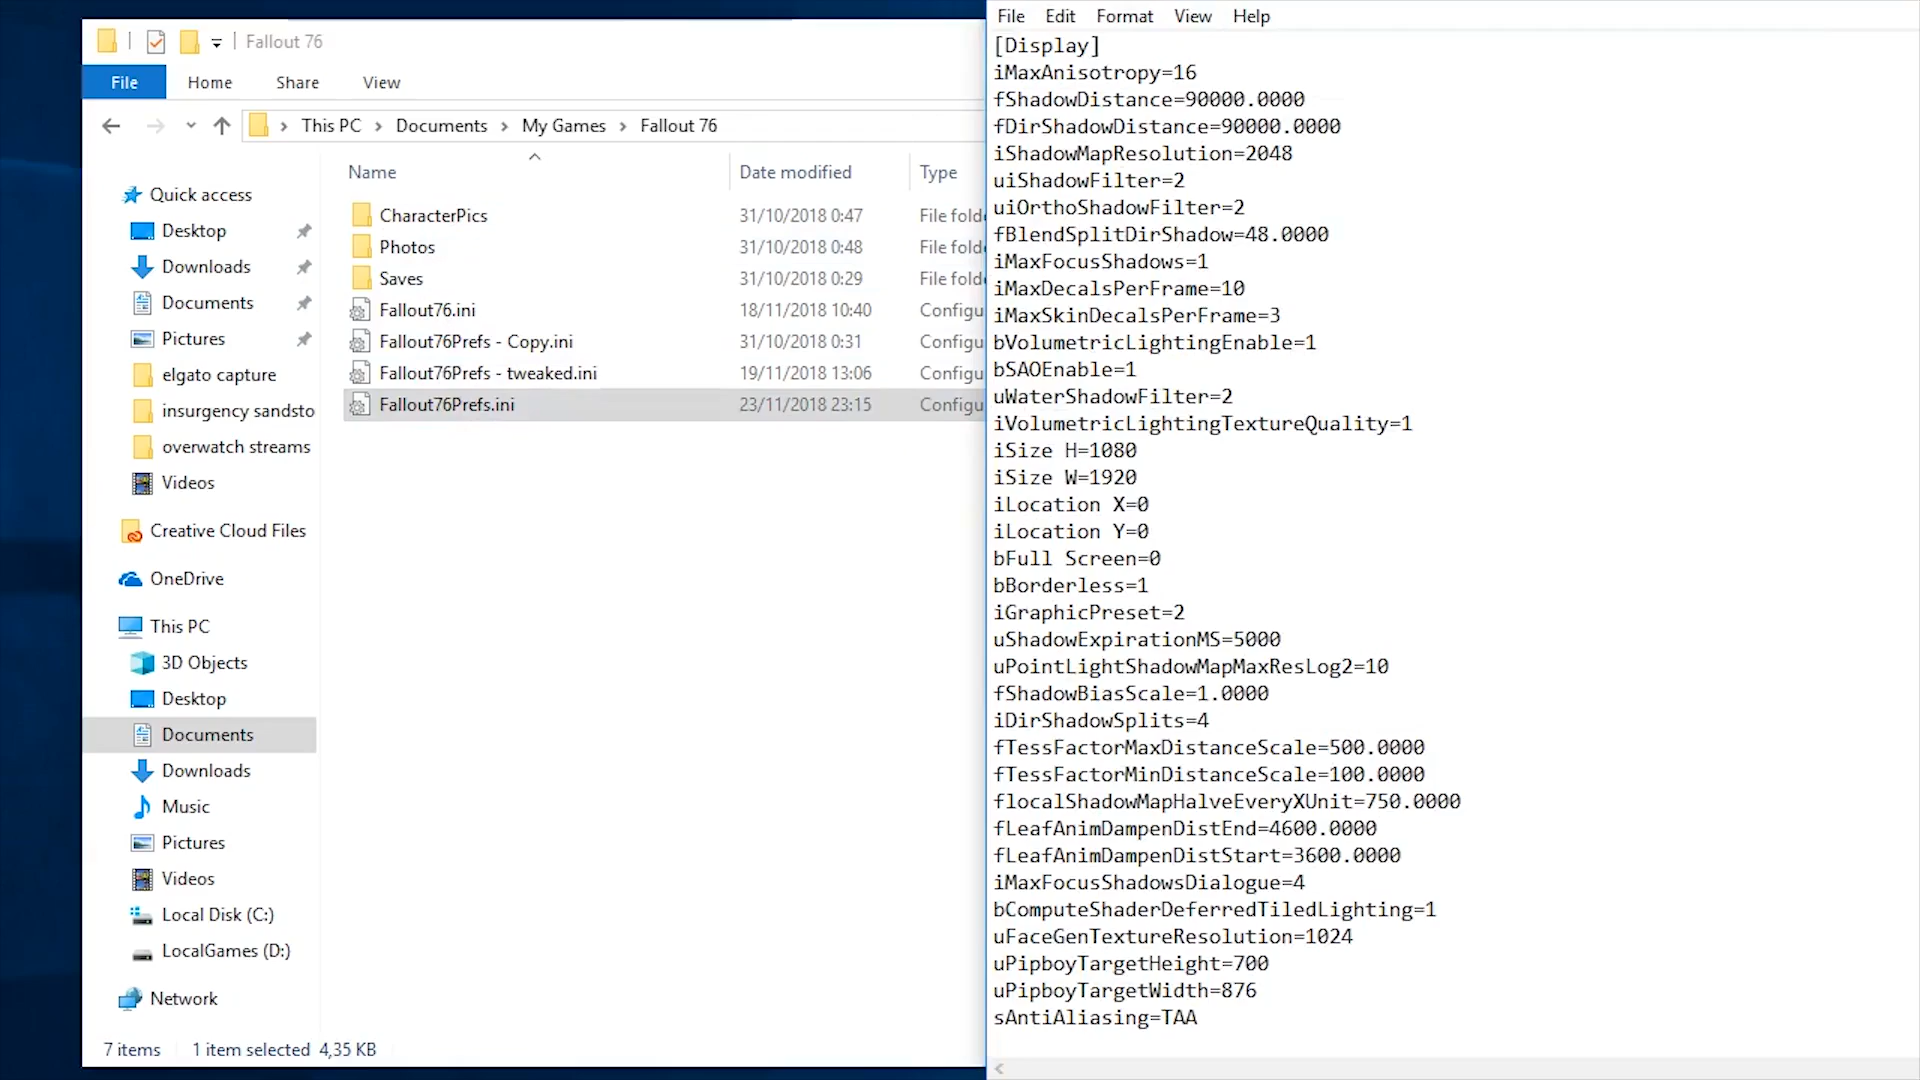 Fallout 76
File Home Share View
This PC Documents My Games Fallout 76
Name Date modified Type
Quick access
Desktop
Downloads
Documents
Pictures
elgato capture
insurgency sandsto
overwatch streams
Videos
Creative Cloud Files
OneDrive
This PC
3D Objects
Desktop
Documents
Downloads
Music
Pictures
Videos
Local Disk (C:)
LocalGames (D:)
Network
CharacterPics 31/10/2018 0:47 File folde
Photos 31/10/2018 0:48 File folde
Saves 31/10/2018 0:29 File folde
Fallout76.ini 18/11/2018 10:40 Configu
Fallout76Prefs - Copy.ini 31/10/2018 0:31 Configu
Fallout76Prefs - tweaked.ini 19/11/2018 13:06 Configu
Fallout76Prefs.ini 23/11/2018 23:15 Configu
7 items 1 item selected 4,35 KB
File Edit Format View Help
[Display]
iMaxAnisotropy=16
fShadowDistance=90000.0000
fDirShadowDistance=90000.0000
iShadowMapResolution=2048
uiShadowFilter=2
uiOrthoShadowFilter=2
fBlendSplitDirShadow=48.0000
iMaxFocusShadows=1
iMaxDecalsPerFrame=10
iMaxSkinDecalsPerFrame=3
bVolumetricLightingEnable=1
bSAOEnable=1
uWaterShadowFilter=2
iVolumetricLightingTextureQuality=1
iSize H=1080
iSize W=1920
iLocation X=0
iLocation Y=0
bFull Screen=0
bBorderless=1
iGraphicPreset=2
uShadowExpirationMS=5000
uPointLightShadowMapMaxResLog2=10
fShadowBiasScale=1.0000
iDirShadowSplits=4
fTessFactorMaxDistanceScale=500.0000
fTessFactorMinDistanceScale=100.0000
flocalShadowMapHalveEveryXUnit=750.0000
fLeafAnimDampenDistEnd=4600.0000
fLeafAnimDampenDistStart=3600.0000
iMaxFocusShadowsDialogue=4
bComputeShaderDeferredTiledLighting=1
uFaceGenTextureResolution=1024
uPipboyTargetHeight=700
uPipboyTargetWidth=876
sAntiAliasing=TAA